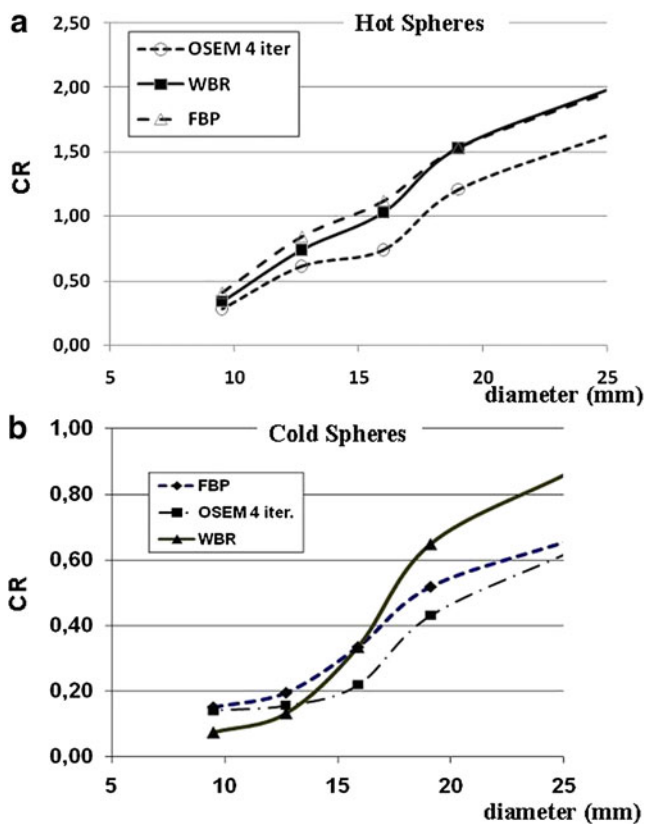 a
Hot Spheres
2,50
2,00
1,50
1,00
0,50
0,00
CR
OSEM 4 iter
WBR
FBP
5 10 15 20 25
diameter (mm)
b
Cold Spheres
1,00
0,80
0,60
0,40
0,20
0,00
CR
FBP
OSEM 4 iter.
WBR
5 10 15 20 25
diameter (mm)